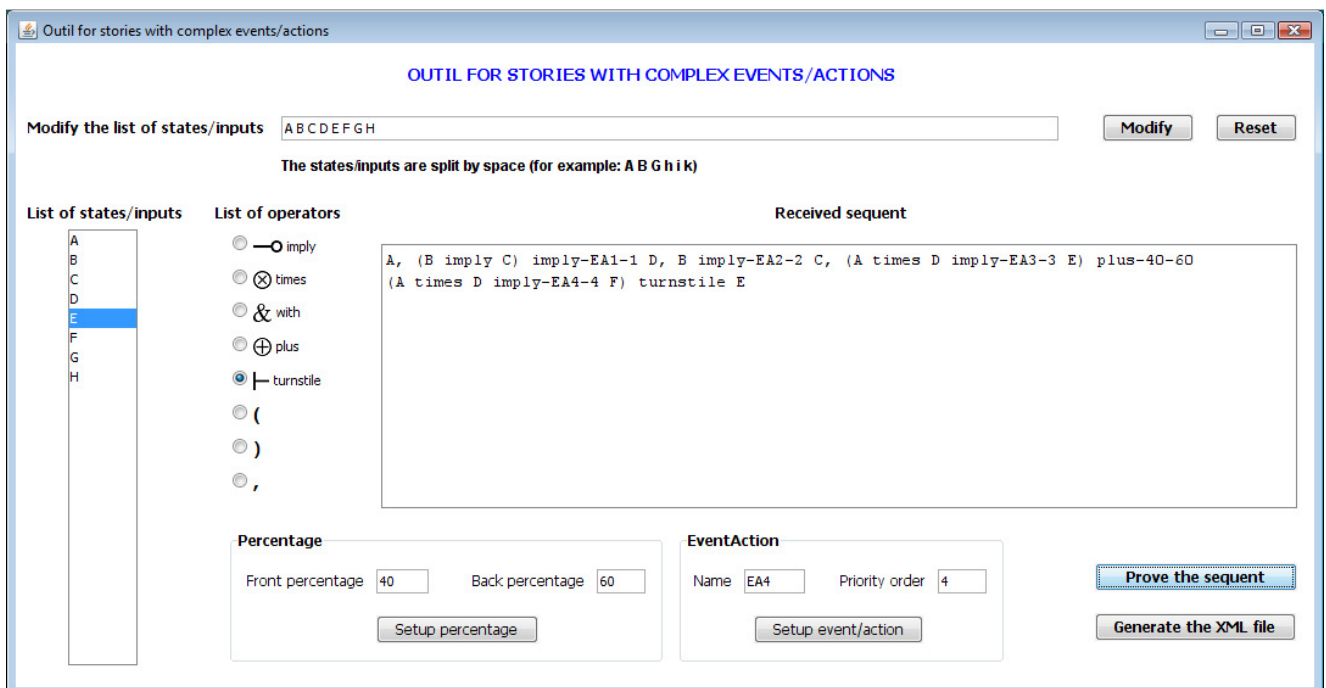 Outil for stories with complex events/actions
OUTIL FOR STORIES WITH COMPLEX EVENTS/ACTIONS
Modify the list of states/inputs A B C D E F G H Modify Reset
The states/inputs are split by space (for example: A B G h i k)
List of states/inputs List of operators Received sequent
A
B
C
D
E
F
G
H
imply
⊗ times
& with
⊕ plus
⊢ turnstile
(
)
,
A, (B imply C) imply-EA1-1 D, B imply-EA2-2 C, (A times D imply-EA3-3 E) plus-40-60
(A times D imply-EA4-4 F) turnstile E
Percentage
Front percentage 40 Back percentage 60
Setup percentage
EventAction
Name EA4 Priority order 4
Setup event/action
Prove the sequent
Generate the XML file